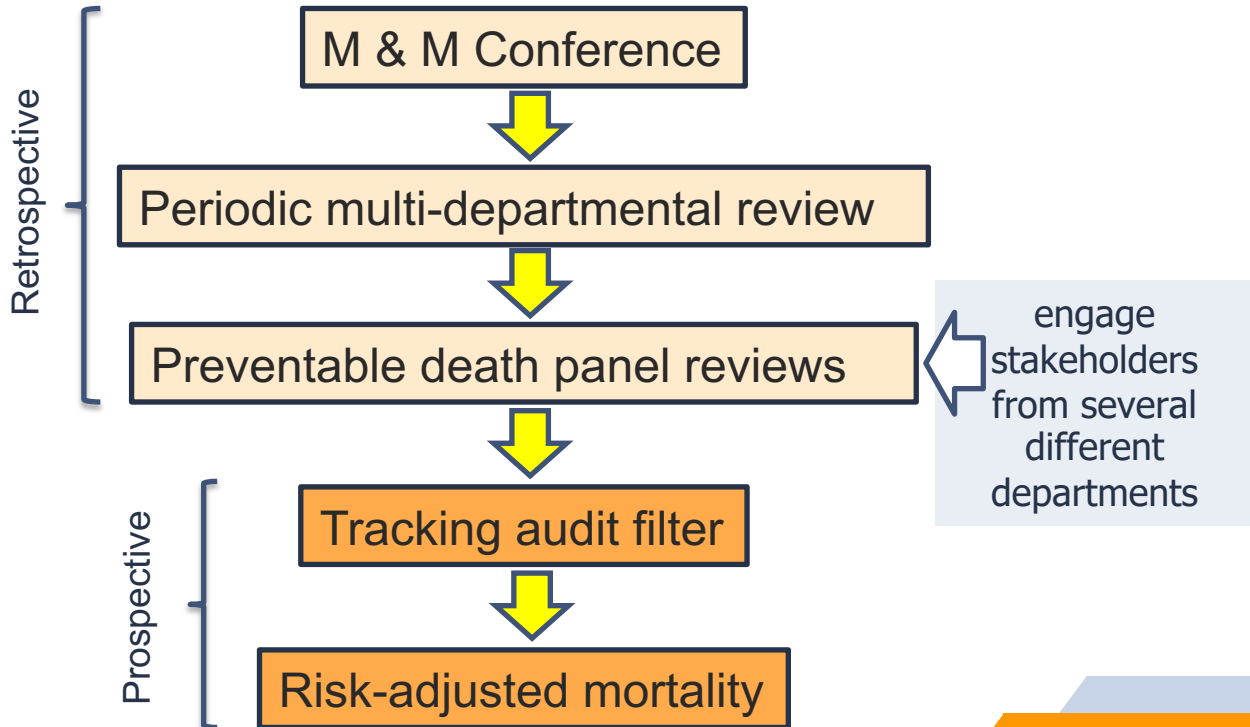 M & M Conference
Retrospective
Periodic multi-departmental review
Preventable death panel reviews
engage
stakeholders
from several
different
departments
Prospective
Tracking audit filter
Risk-adjusted mortality